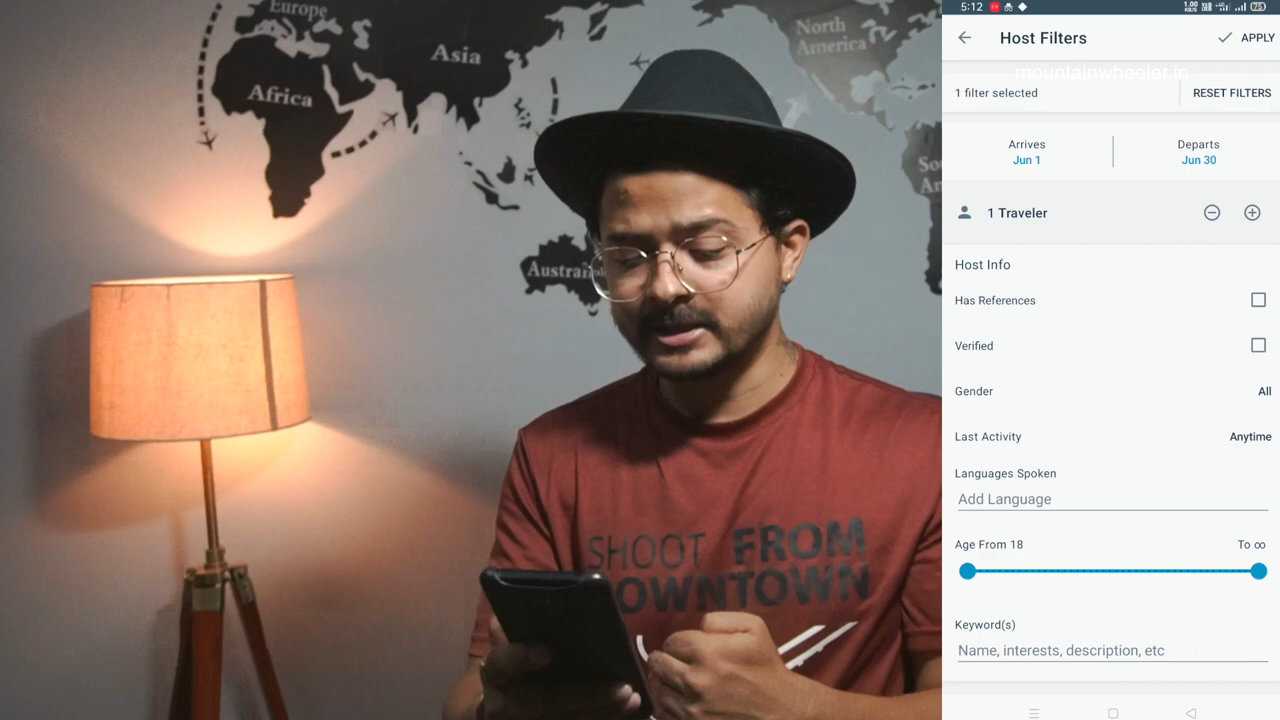 Europe
Asia
Africa
North
America
Austral
SHOOT FROM
DOWNTOWN
5:12
Host Filters
APPLY
mountainwheeler.in
1 filter selected
RESET FILTERS
Arrives
Departs
Jun 1
Jun 30
1 Traveler
Host Info
Has References
Verified
Gender
All
Last Activity
Anytime
Languages Spoken
Add Language
Age From 18
To ∞
Keyword(s)
Name, interests, description, etc